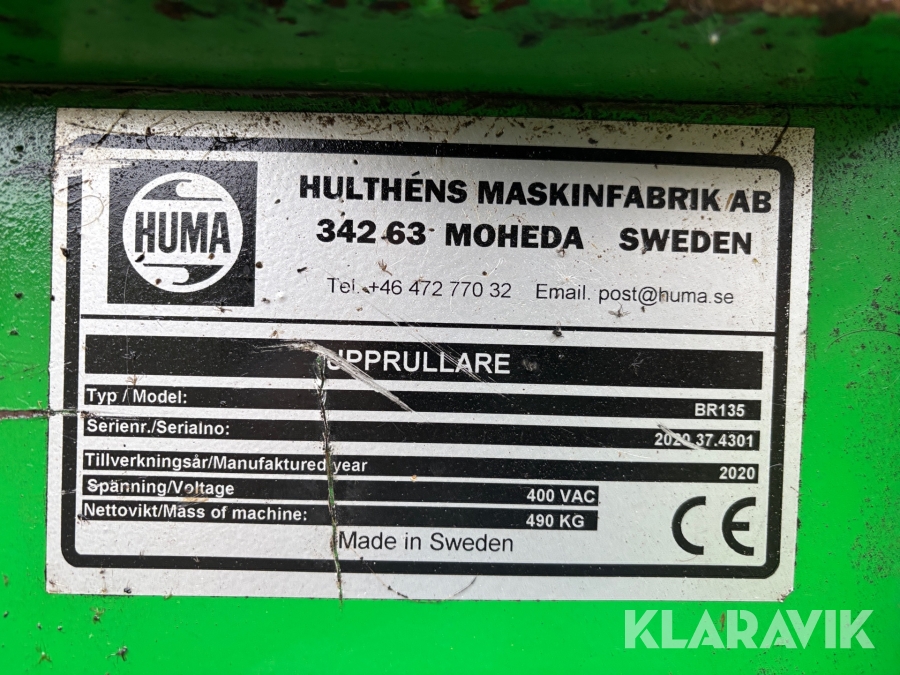 HUMA
HULTHÉNS MASKINFABRIK AB
342 63 MOHEDA SWEDEN
Tel. +46 472 770 32 Email. post@huma.se
UPPRULLARE
Typ / Model: BR135
Serienr./Serialno: 2020.37.4301
Tillverkningsår/Manufaktured year 2020
Spänning/Voltage 400 VAC
Nettovikt/Mass of machine: 490 KG
CE
Made in Sweden
KLARAVIK